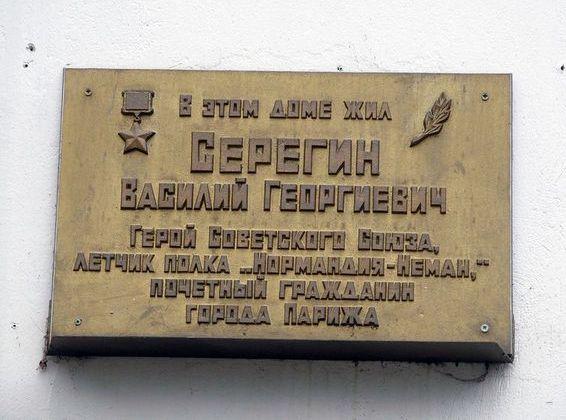 В ЭТОМ ДОМЕ ЖИЛ
СЕРЕГИН
ВАСИЛИЙ ГЕОРГИЕВИЧ
ГЕРОЙ СОВЕТСКОГО СОЮЗА,
ЛЕТЧИК ПОЛКА „НОРМАНДИЯ-НЕМАН,“
ПОЧЕТНЫЙ ГРАЖДАНИН
ГОРОДА ПАРИЖА